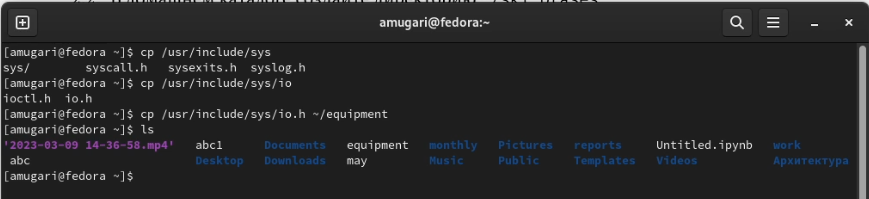 amugari@fedora:~
[amugari@fedora ~]$ cp /usr/include/sys
sys/ syscall.h sysexits.h syslog.h
[amugari@fedora ~]$ cp /usr/include/sys/io
ioctl.h io.h
[amugari@fedora ~]$ cp /usr/include/sys/io.h ~/equipment
[amugari@fedora ~]$ ls
'2023-03-09 14-36-58.mp4' abc1 Documents equipment monthly Pictures reports Untitled.ipynb work
abc Desktop Downloads may Music Public Templates Videos Архитектура
[amugari@fedora ~]$